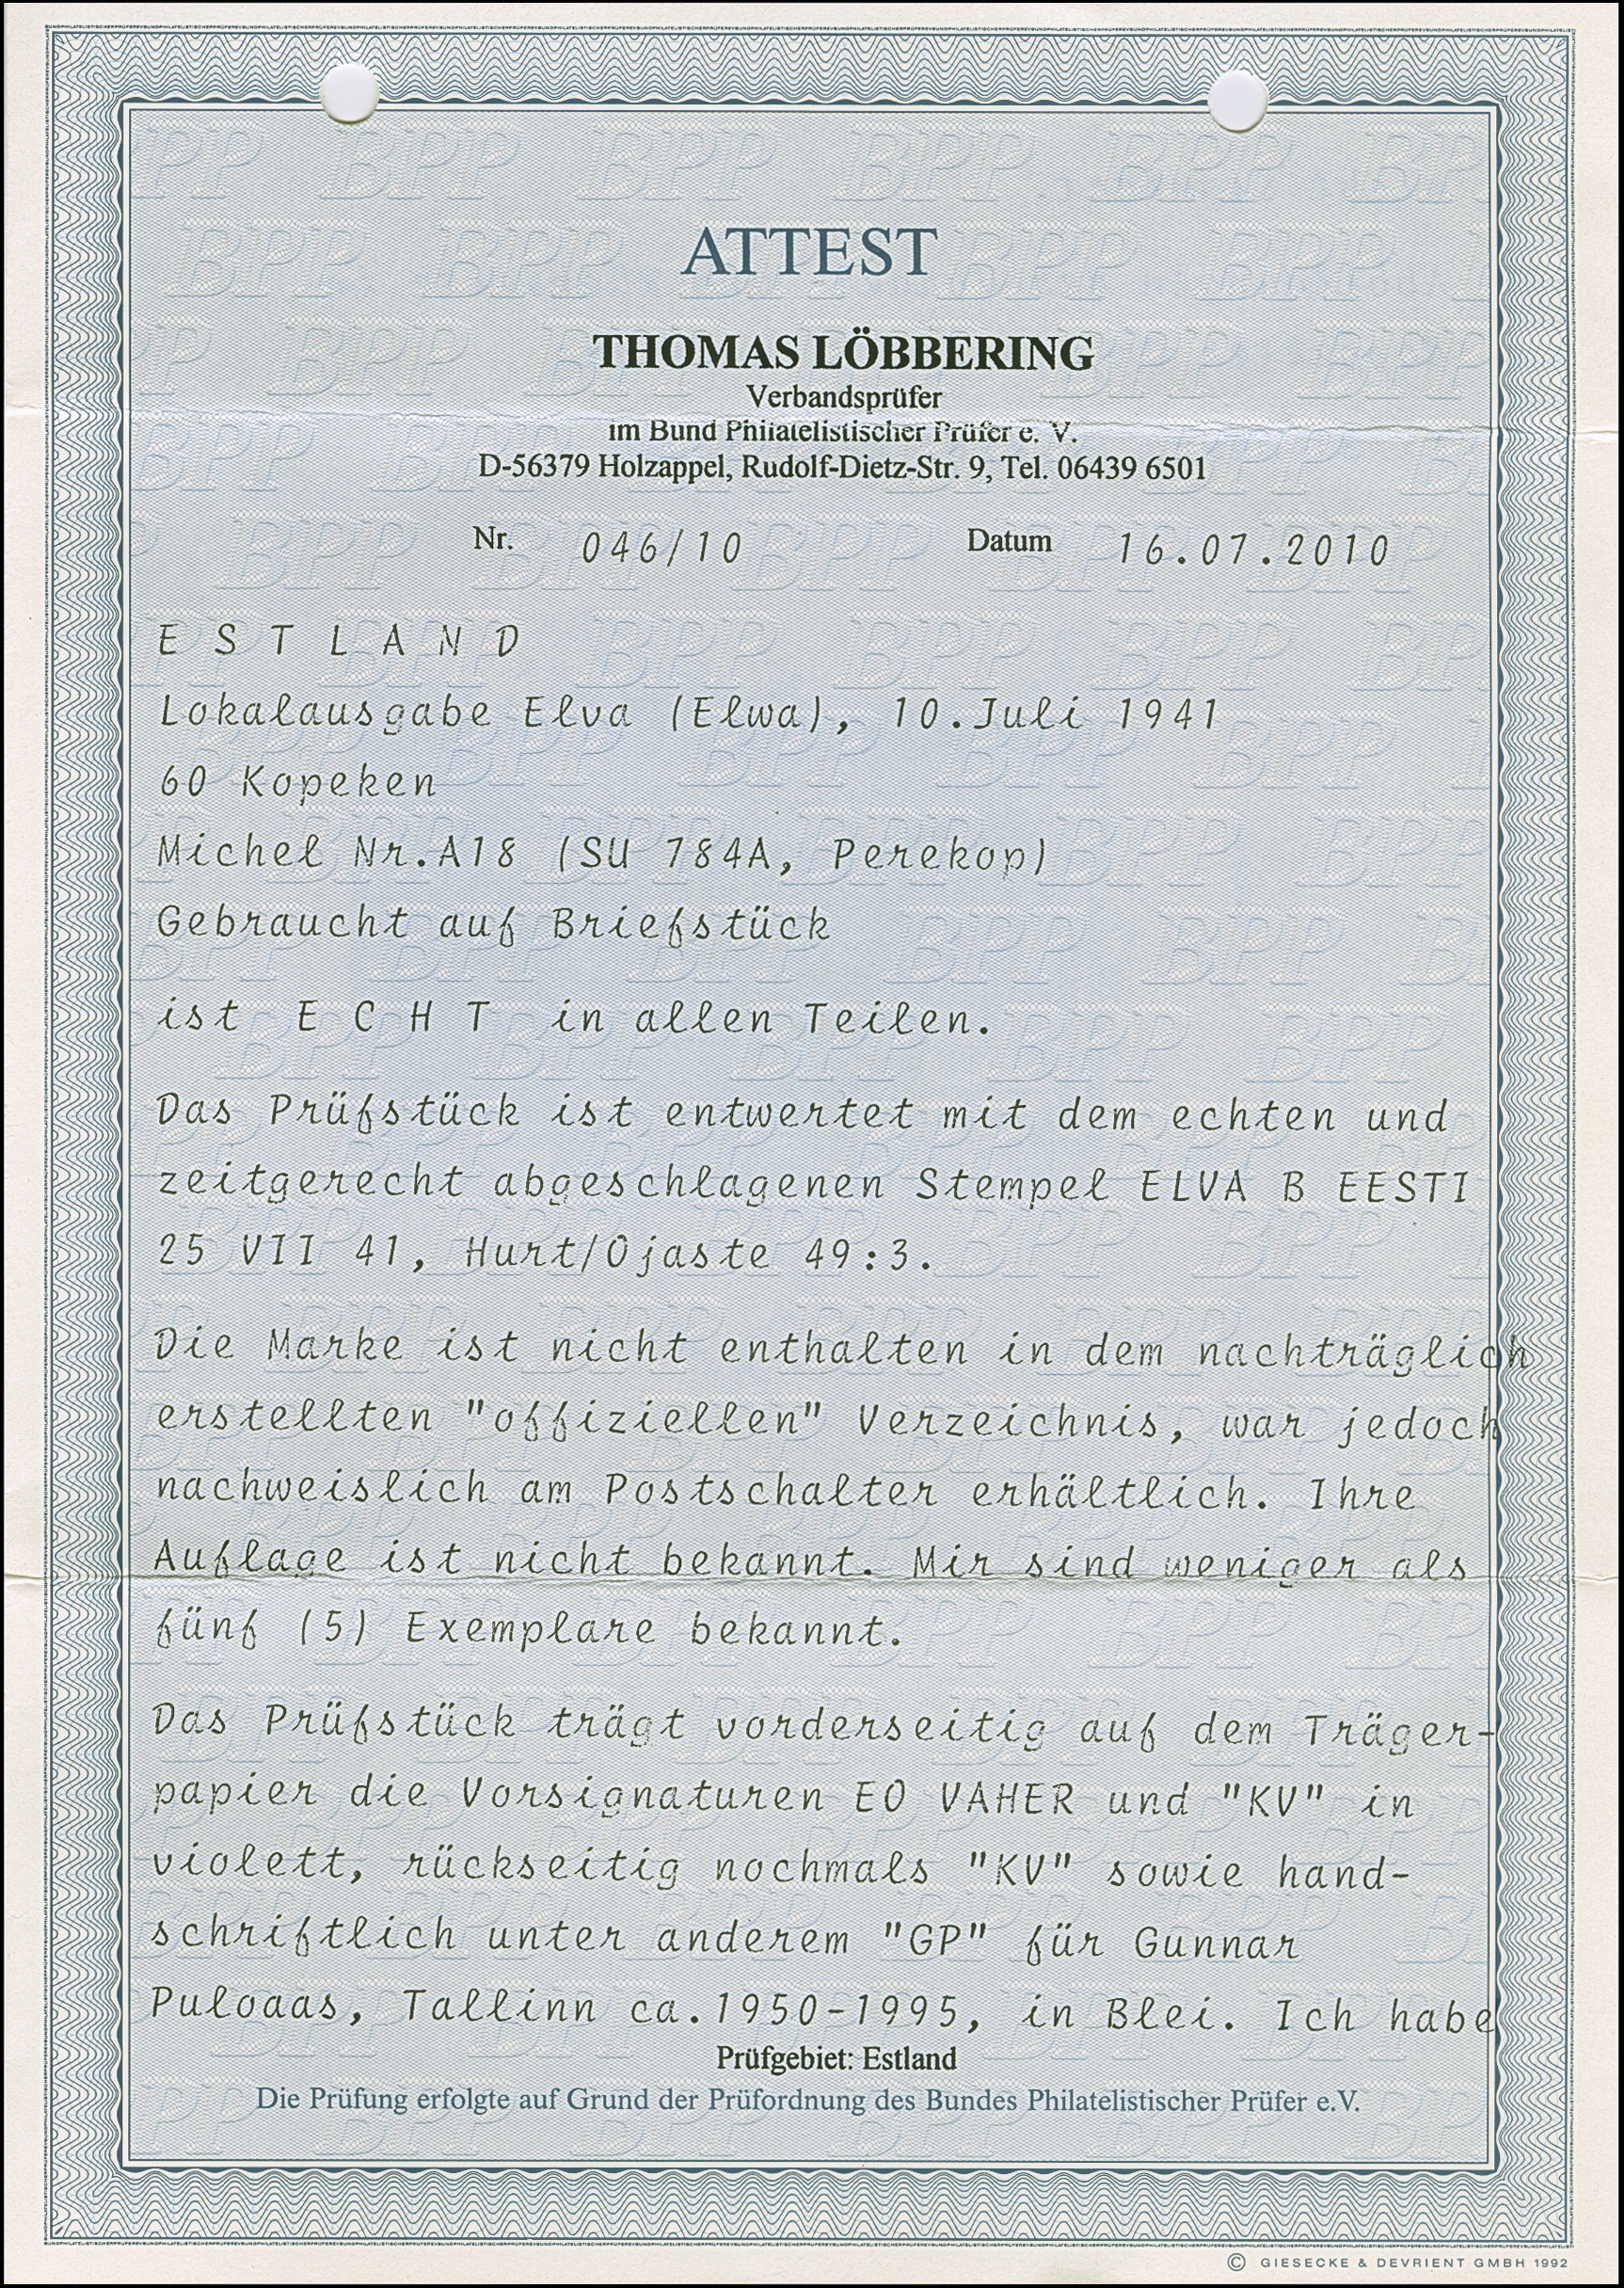 ATTEST
THOMAS LÖBBERING
Verbandsprüfer
im Bund Philatelistischer Prüfer e. V.
D-56379 Holzappel, Rudolf-Dietz-Str. 9, Tel. 06439 6501
Nr. 046/10 Datum 16.07.2010
E S T L A N D
Lokalausgabe Elva (Elwa), 10.Juli 1941
60 Kopeken
Michel Nr.A18 (SU 784A, Perekop)
Gebraucht auf Briefstück
ist E C H T in allen Teilen.
Das Prüfstück ist entwertet mit dem echten und
zeitgerecht abgeschlagenen Stempel ELVA B EESTI
25 VII 41, Hurt/Ojaste 49:3.
Die Marke ist nicht enthalten in dem nachträglich
erstellten "offiziellen" Verzeichnis, war jedoch
nachweislich am Postschalter erhältlich. Ihre
Auflage ist nicht bekannt. Mir sind weniger als
fünf (5) Exemplare bekannt.
Das Prüfstück trägt vorderseitig auf dem Träger-
papier die Vorsignaturen EO VAHER und "KV" in
violett, rückseitig nochmals "KV" sowie hand-
schriftlich unter anderem "GP" für Gunnar
Puloaas, Tallinn ca.1950-1995, in Blei. Ich habe
Prüfgebiet: Estland
Die Prüfung erfolgte auf Grund der Prüfordnung des Bundes Philatelistischer Prüfer e.V.
© GIESECKE & DEVRIENT GMBH 1992